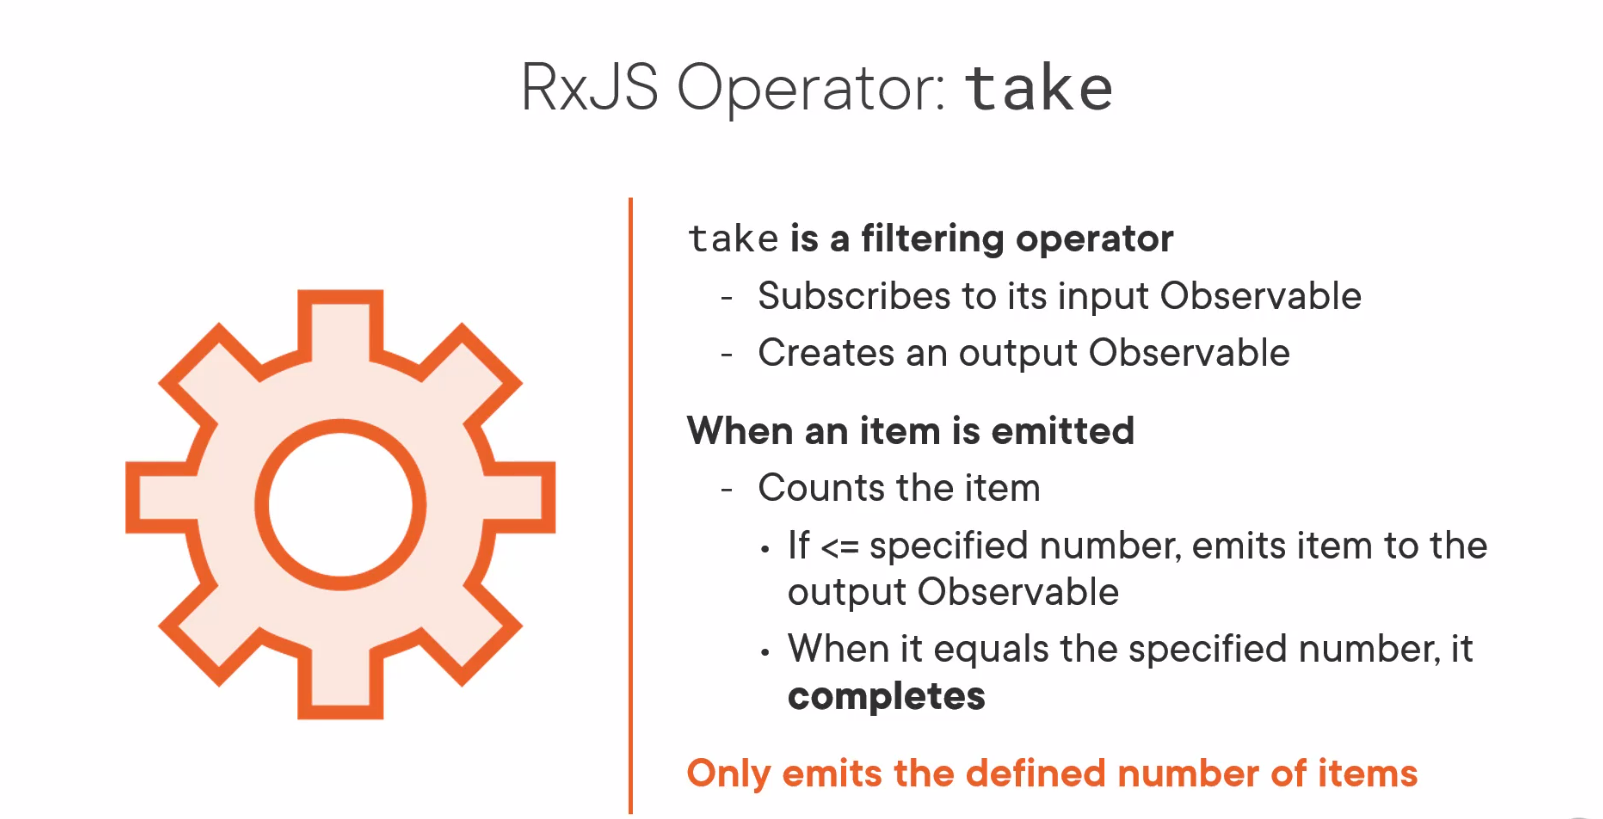 RxJS Operator: take
take is a filtering operator
- Subscribes to its input Observable
- Creates an output Observable
When an item is emitted
- Counts the item
• If <= specified number, emits item to the
output Observable
• When it equals the specified number, it
completes
Only emits the defined number of items